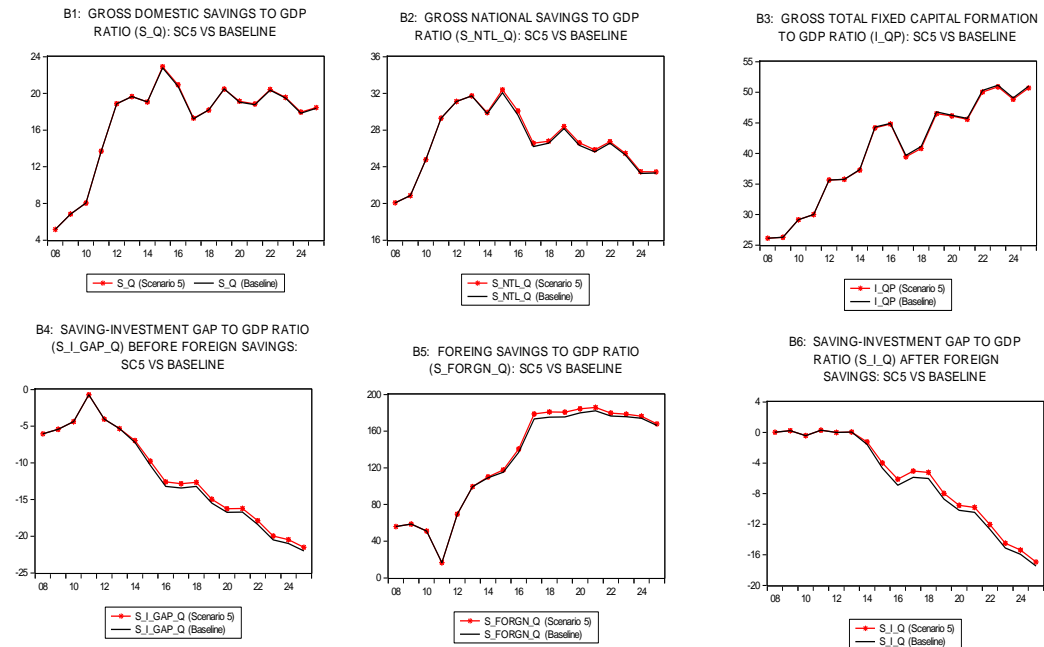 B1: GROSS DOMESTIC SAVINGS TO GDP
RATIO (S_Q): SC5 VS BASELINE
24
20
16
12
8
4
08 10 12 14 16 18 20 22 24
S_Q (Scenario 5) S_Q (Baseline)
B2: GROSS NATIONAL SAVINGS TO GDP
RATIO (S_NTL_Q): SC5 VS BASELINE
36
32
28
24
20
16
08 10 12 14 16 18 20 22 24
S_NTL_Q (Scenario 5)
S_NTL_Q (Baseline)
B3: GROSS TOTAL FIXED CAPITAL FORMATION
TO GDP RATIO (I_QP): SC5 VS BASELINE
55
50
45
40
35
30
25
08 10 12 14 16 18 20 22 24
I_QP (Scenario 5)
I_QP (Baseline)
B4: SAVING-INVESTMENT GAP TO GDP RATIO
(S_I_GAP_Q) BEFORE FOREIGN SAVINGS:
SC5 VS BASELINE
0
-5
-10
-15
-20
-25
08 10 12 14 16 18 20 22 24
S_I_GAP_Q (Scenario 5)
S_I_GAP_Q (Baseline)
B5: FOREING SAVINGS TO GDP RATIO
(S_FORGN_Q): SC5 VS BASELINE
200
160
120
80
40
0
08 10 12 14 16 18 20 22 24
S_FORGN_Q (Scenario 5)
S_FORGN_Q (Baseline)
B6: SAVING-INVESTMENT GAP TO GDP
RATIO (S_I_Q) AFTER FOREIGN
SAVINGS: SC5 VS BASELINE
4
0
-4
-8
-12
-16
-20
08 10 12 14 16 18 20 22 24
S_I_Q (Scenario 5)
S_I_Q (Baseline)